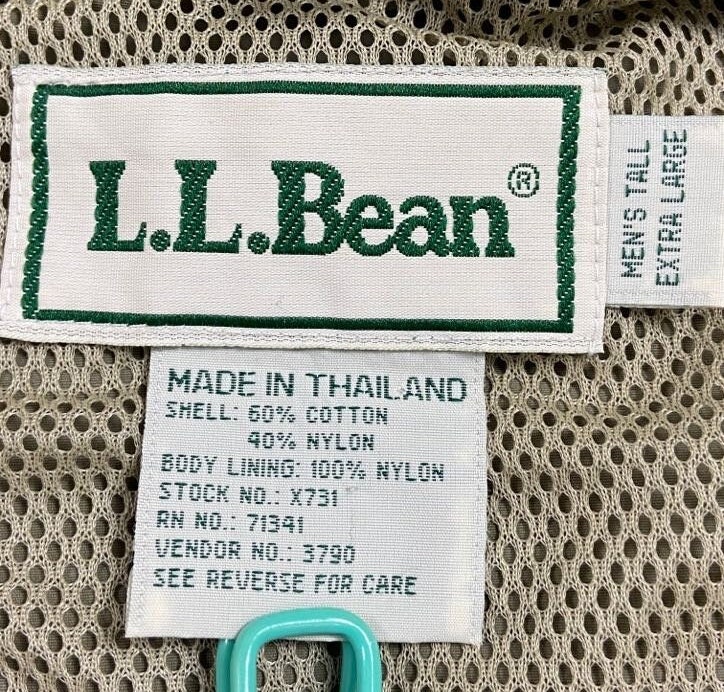 L.L.Bean®
MEN'S TALL
EXTRA LARGE
MADE IN THAILAND
SHELL: 60% COTTON
40% NYLON
BODY LINING: 100% NYLON
STOCK NO.: X731
RN NO.: 71341
VENDOR NO.: 3790
SEE REVERSE FOR CARE